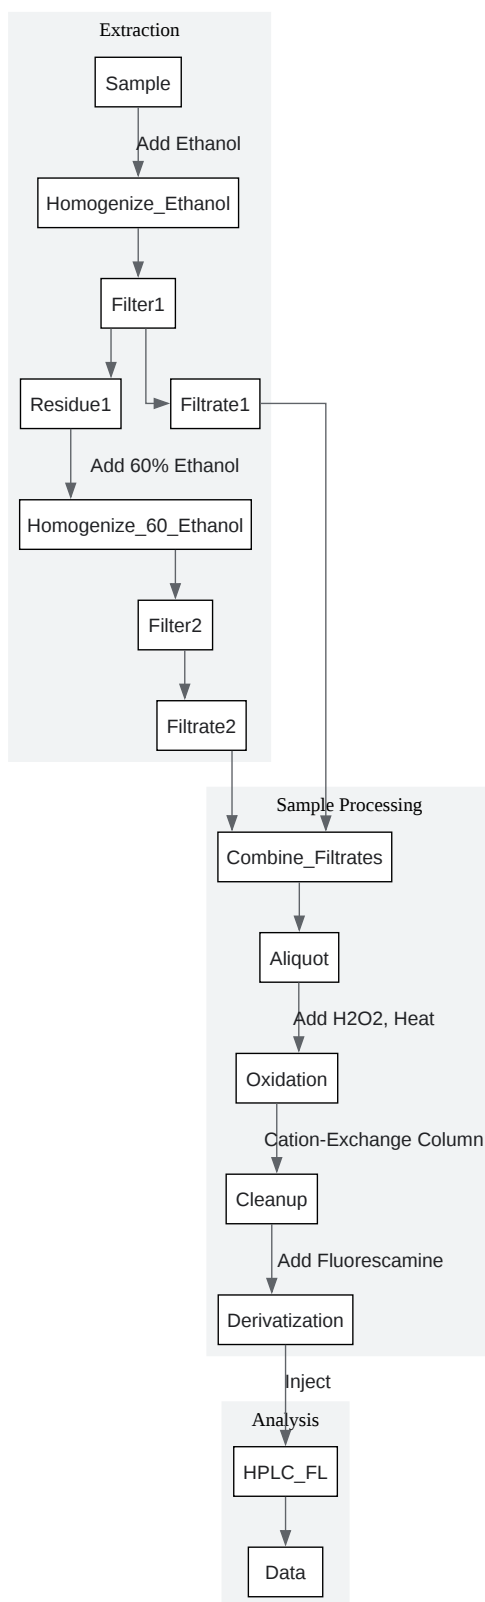 Extraction
Sample
Add Ethanol
Homogenize_Ethanol
Filter1
Residue1
Filtrate1
Add 60% Ethanol
Homogenize_60_Ethanol
Filter2
Filtrate2
Sample Processing
Combine_Filtrates
Aliquot
Add H2O2, Heat
Oxidation
Cation-Exchange Column
Cleanup
Add Fluorescamine
Derivatization
Inject
Analysis
HPLC_FL
Data